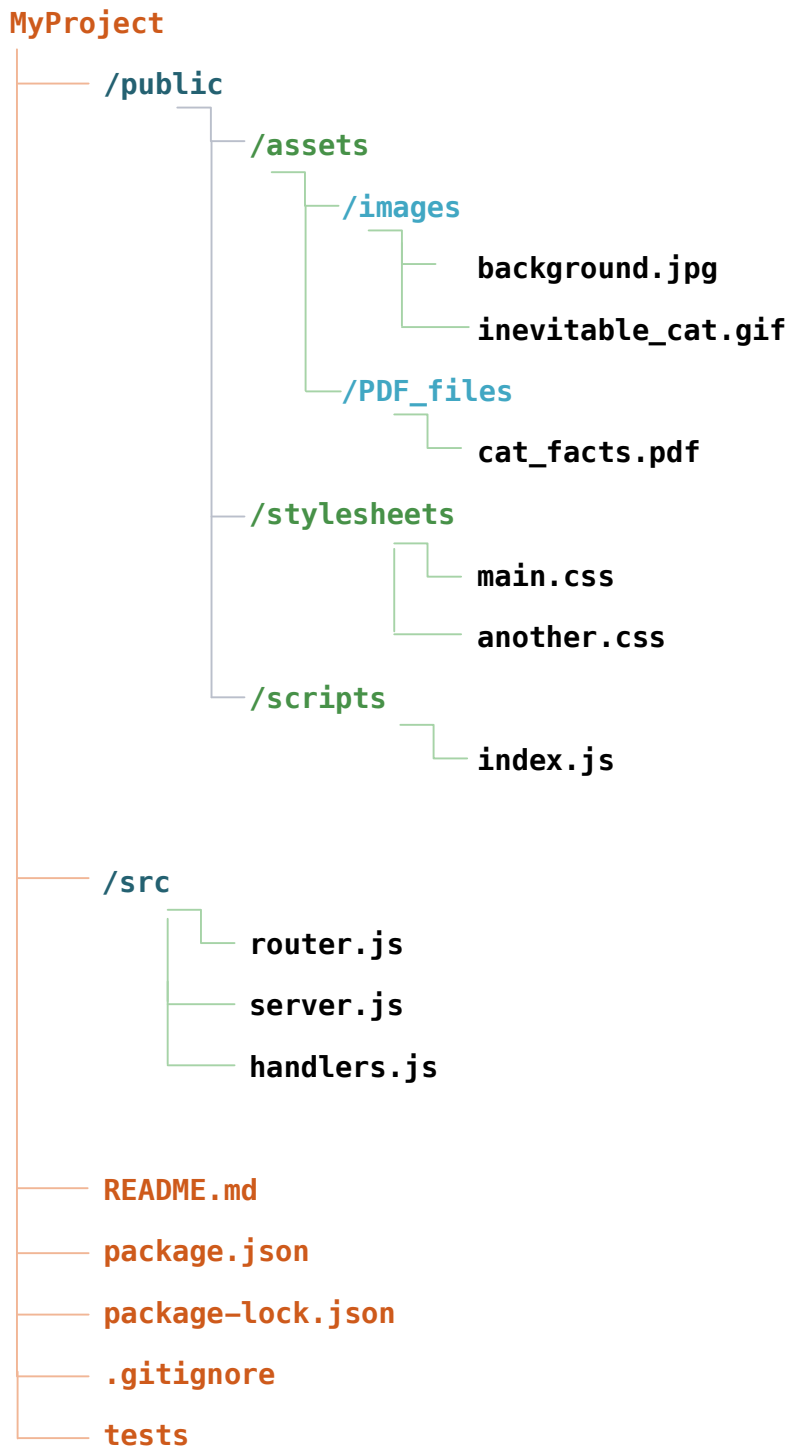 MyProject
/public
/assets
/images
background.jpg
inevitable_cat.gif
/PDF_files
cat_facts.pdf
/stylesheets
main.css
another.css
/scripts
index.js
/src
router.js
server.js
handlers.js
README.md
package.json
package-lock.json
.gitignore
tests